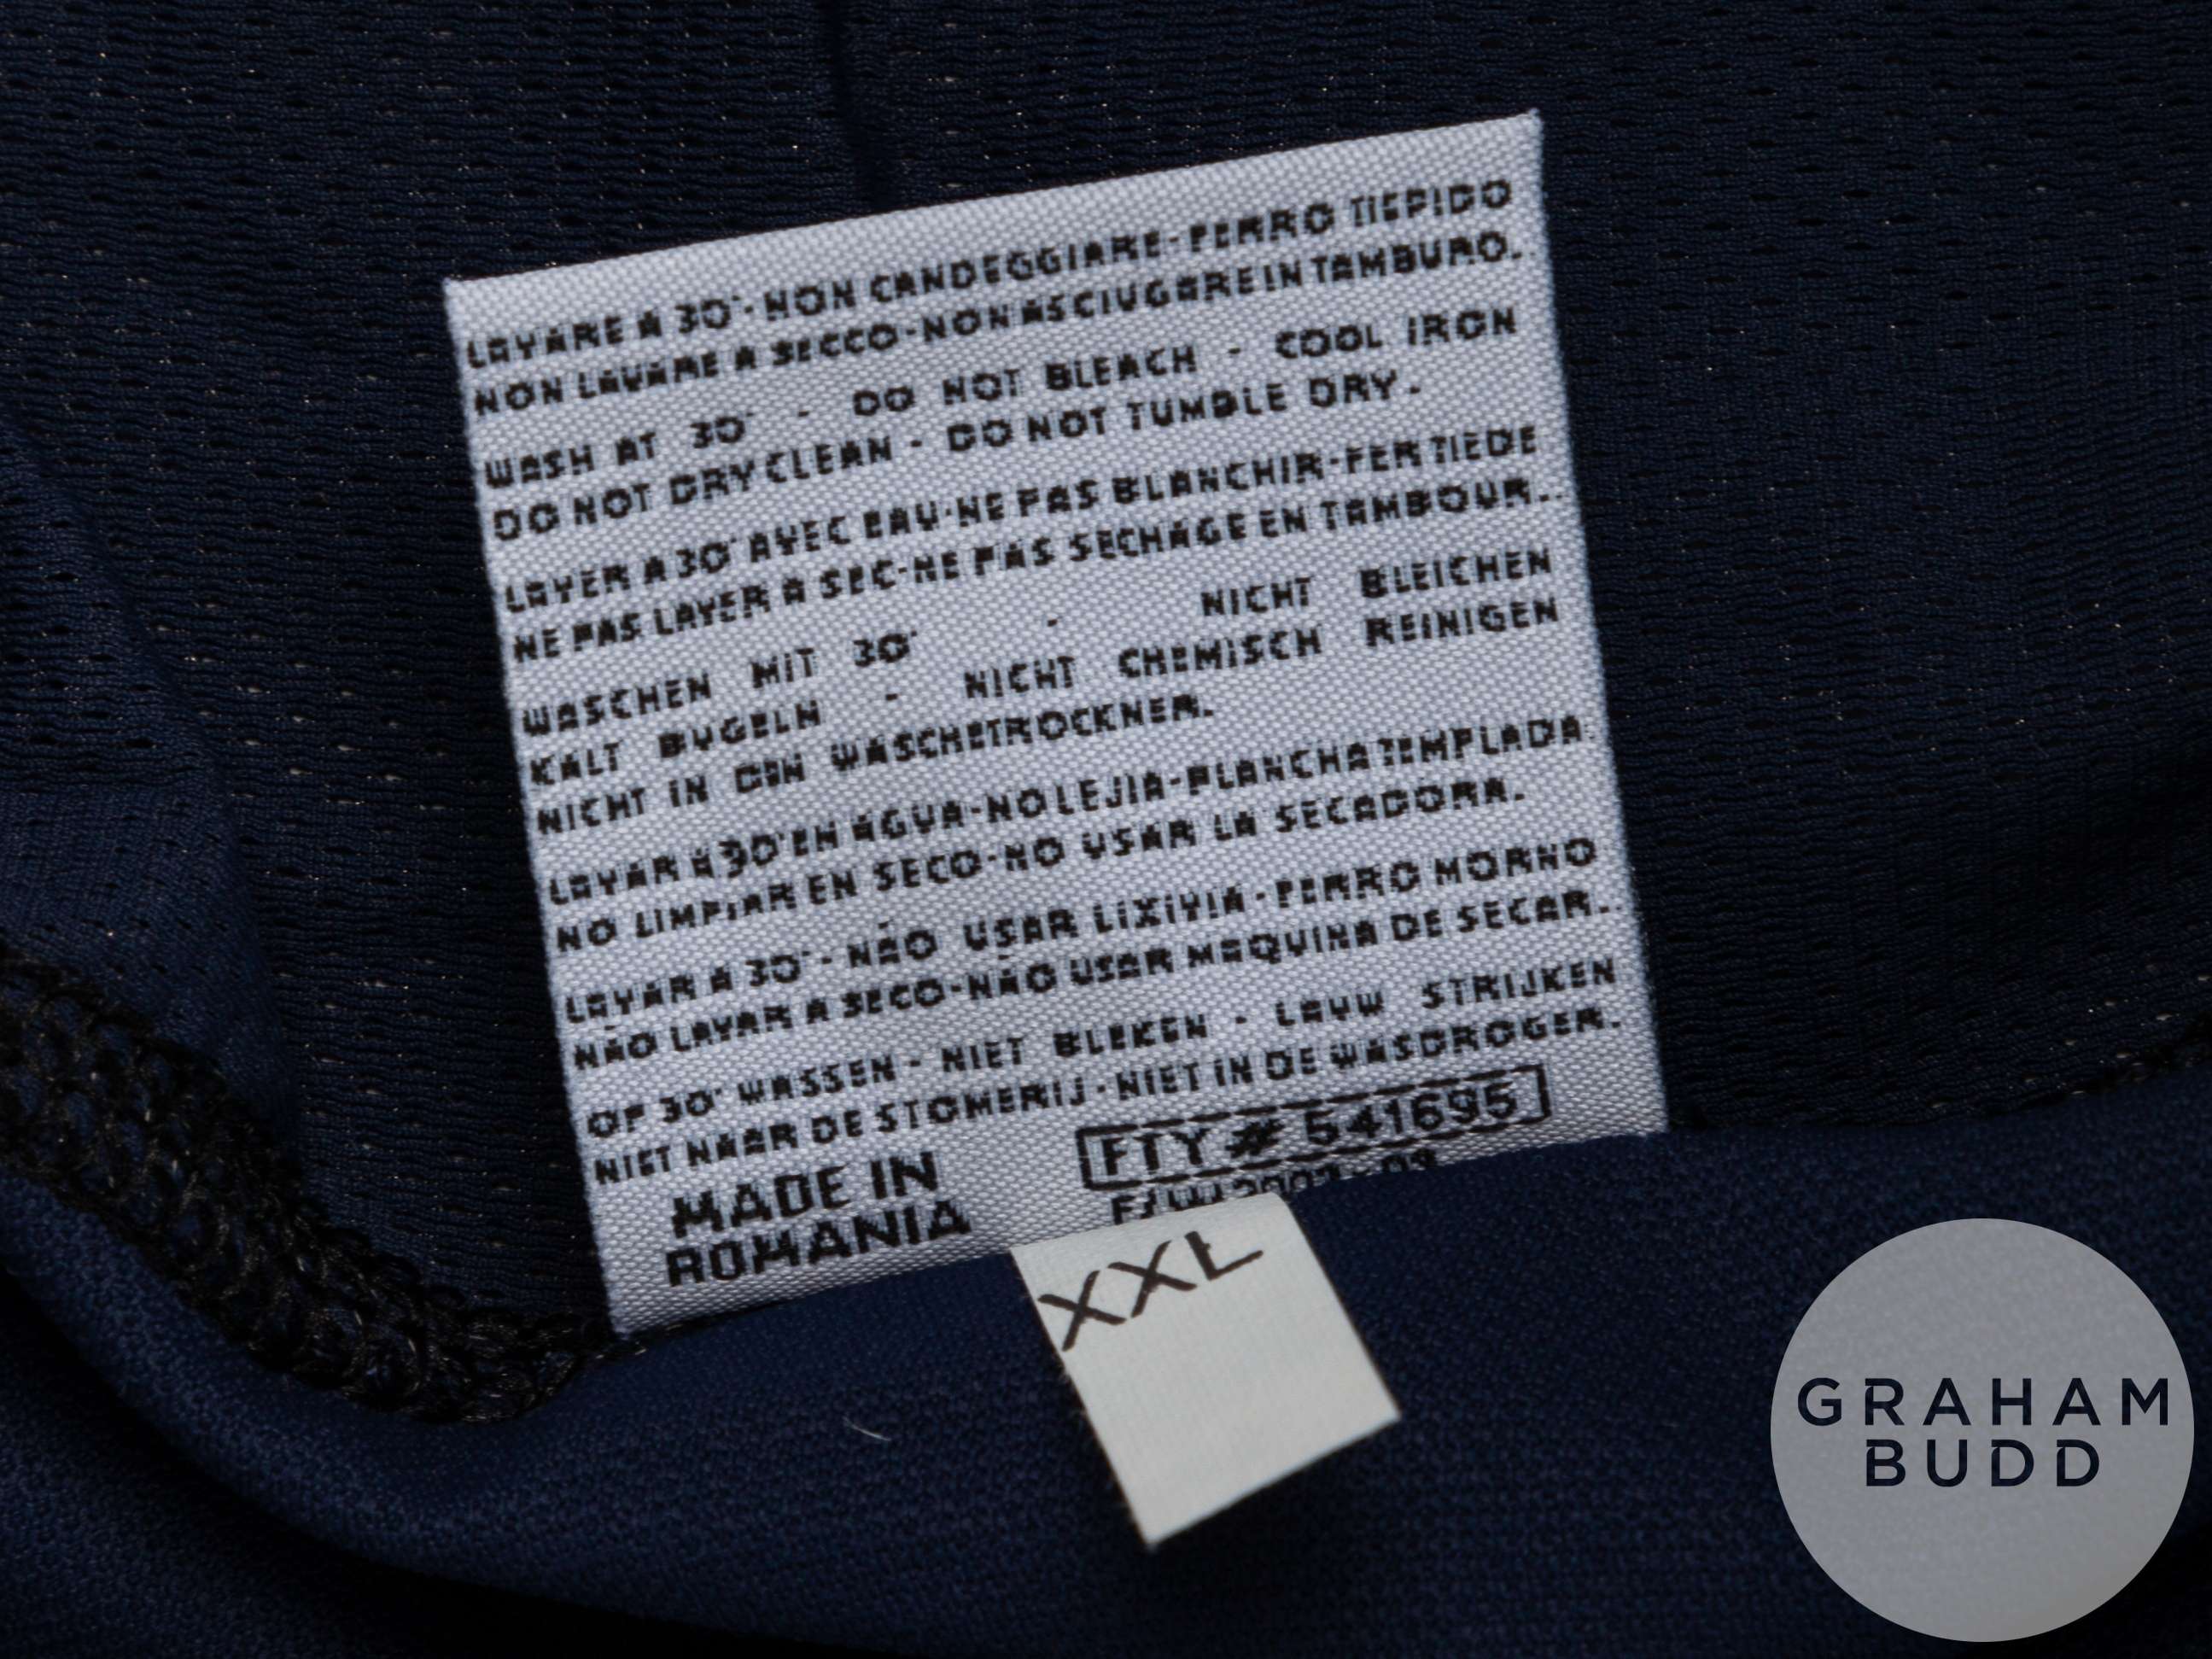 LAVARE A 30°-NON CANDEGGIARE-FERRO TIEPIDO
NON LAVARE A SECCO-NON ASCIUGARE IN TAMBURO.
WASH AT 30° - DO NOT BLEACH - COOL IRON
DO NOT DRY CLEAN - DO NOT TUMBLE DRY.
LAVER A 30° AVEC EAU-NE PAS BLANCHIR-FER TIEDE
NE PAS LAVER A SEC-NE PAS SECHAGE EN TAMBOUR.
WASCHEN MIT 30° - NICHT BLEICHEN
KALT BUGELN - NICHT CHEMISCH REINIGEN
NICHT IN DEN WASCHETROCKNER.
LAVAR A 30° EN AGUA-NO LEJIA-PLANCHA TEMPLADA
NO LIMPIAR EN SECO-NO USAR LA SECADORA.
LAVAR A 30°-NÃO USAR LIXIVIA-FERRO MORNO
NÃO LAVAR A SECO-NÃO USAR MAQUINA DE SECAR.
OP 30° WASSEN - NIET BLEKEN - LAUW STRIJKEN
NIET NAAR DE STOMERIJ-NIET IN DE WASDROGER.
MADE IN
ROMANIA
FTY # 541695
XXL
GRAHAM
BUDD